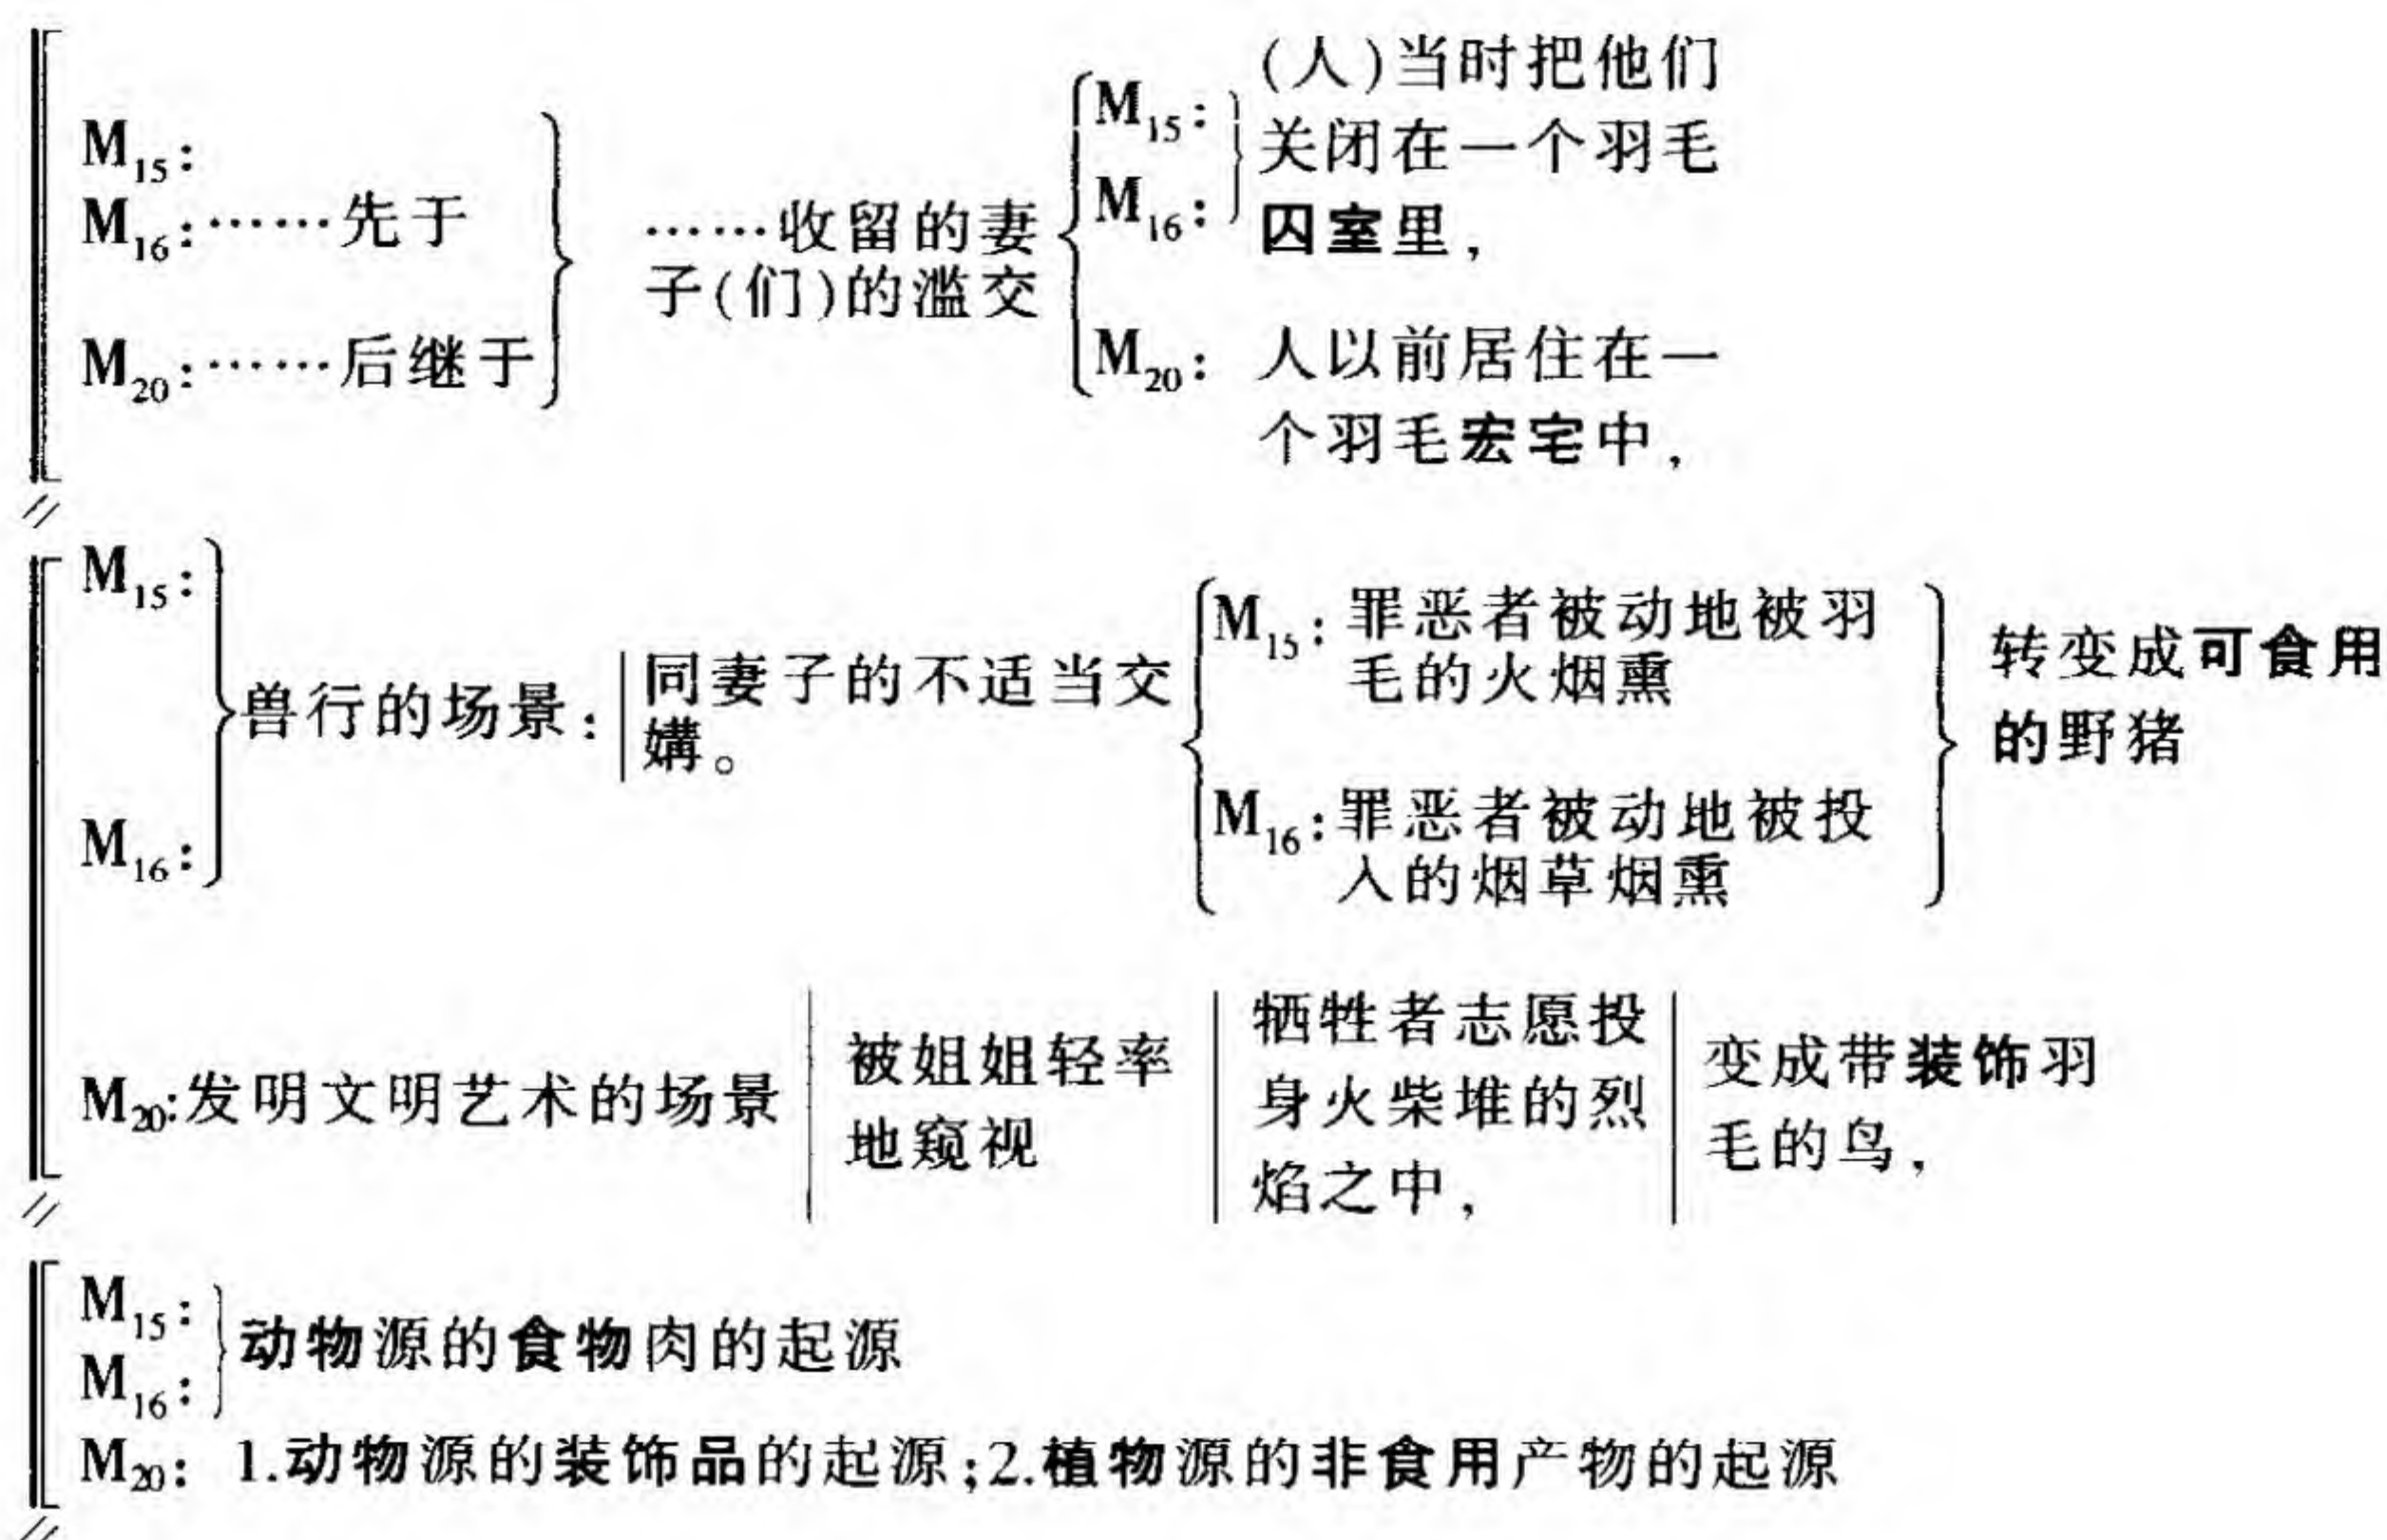 M₁₅:
M₁₆:……先于
M₂₀:……后继于
……收留的妻
子(们)的滥交
M₁₅:
M₁₆:
(人)当时把他们
关闭在一个羽毛
囚室里，
M₂₀: 人以前居住在一
个羽毛宏宅中，
M₁₅:
M₁₆:
兽行的场景:
同妻子的不适当交
媾。
M₁₅:罪恶者被动地被羽
毛的火烟熏
M₁₆:罪恶者被动地被投
入的烟草烟熏
转变成可食用
的野猪
M₂₀:发明文明艺术的场景
被姐姐轻率
地窥视
牺牲者志愿投
身火柴堆的烈
焰之中，
变成带装饰羽
毛的鸟，
M₁₅:
M₁₆:
动物源的食物肉的起源
M₂₀: 1.动物源的装饰品的起源;2.植物源的非食用产物的起源